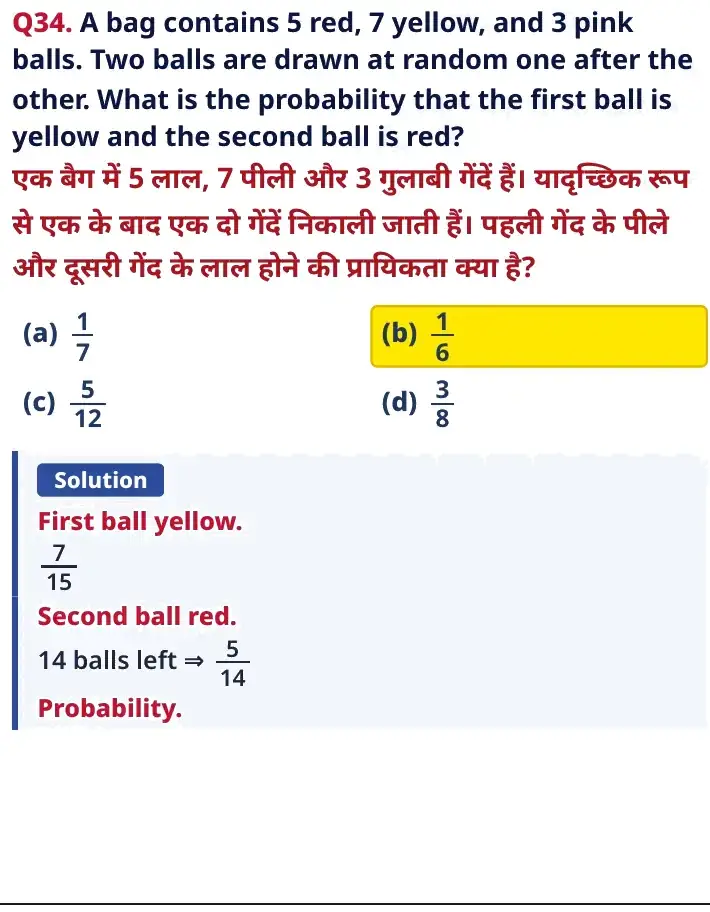 Q34. A bag contains 5 red, 7 yellow, and 3 pink
balls. Two balls are drawn at random one after the
other. What is the probability that the first ball is
yellow and the second ball is red?
एक बैग में 5 लाल, 7 पीली और 3 गुलाबी गेंदें हैं। यादृच्छिक रूप
से एक के बाद एक दो गेंदें निकाली जाती हैं। पहली गेंद के पीले
और दूसरी गेंद के लाल होने की प्रायिकता क्या है?
(a) 1/7
(b) 1/6
(c) 5/12
(d) 3/8
Solution
First ball yellow.
7/15
Second ball red.
14 balls left ⇒ 5/14
Probability.